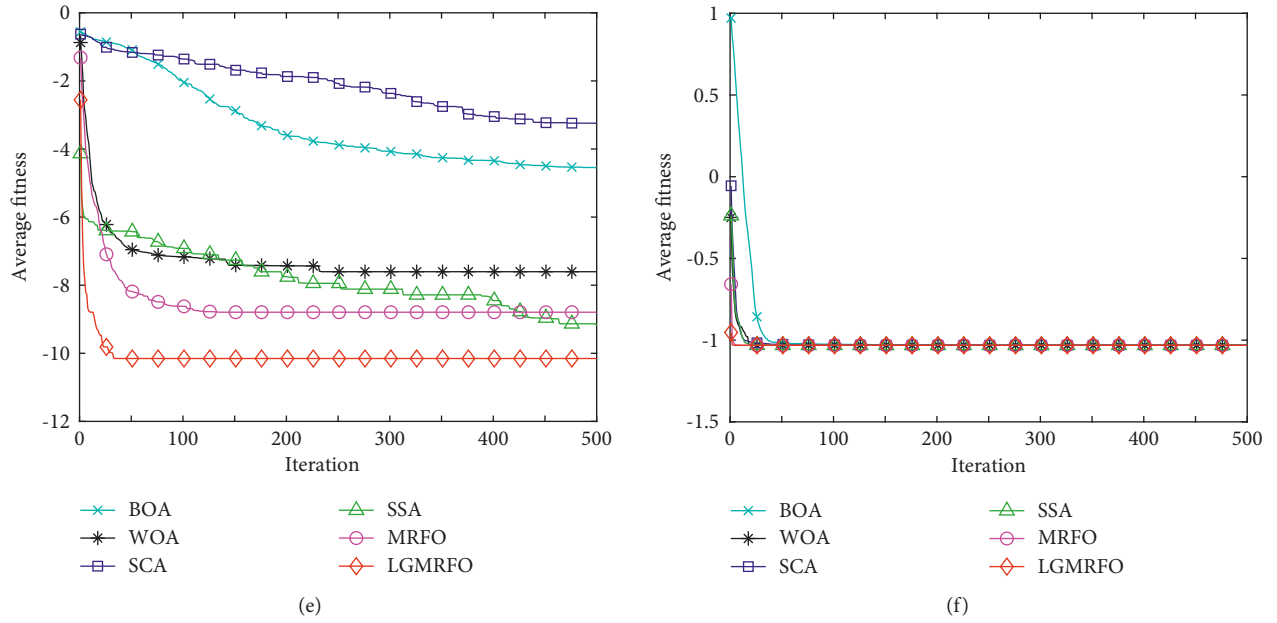 0
-2
-4
-6
-8
-10
-12
Average fitness
0 100 200 300 400 500
Iteration
BOA
WOA
SCA
SSA
MRFO
LGMRFO
(e)
1
0.5
0
-0.5
-1
-1.5
Average fitness
0 100 200 300 400 500
Iteration
BOA
WOA
SCA
SSA
MRFO
LGMRFO
(f)